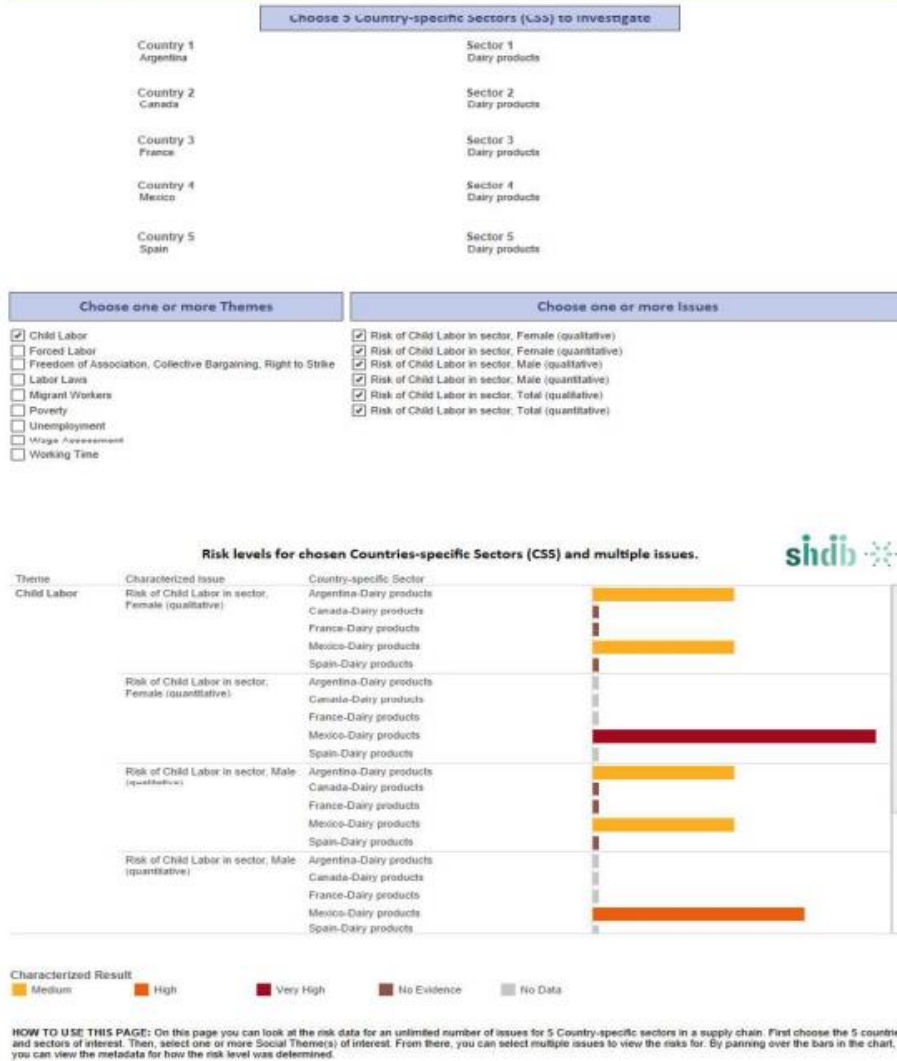 Choose 5 Country-specific Sectors (CSS) to Investigate
Country 1
Argentina
Sector 1
Dairy products
Country 2
Canada
Sector 2
Dairy products
Country 3
France
Sector 3
Dairy products
Country 4
Mexico
Sector 4
Dairy products
Country 5
Spain
Sector 5
Dairy products
Choose one or more Themes
Choose one or more Issues
Child Labor
Forced Labor
Freedom of Association, Collective Bargaining, Right to Strike
Labor Laws
Migrant Workers
Poverty
Unemployment
Wage Assessment
Working Time
Risk of Child Labor in sector, Female (qualitative)
Risk of Child Labor in sector, Female (quantitative)
Risk of Child Labor in sector, Male (qualitative)
Risk of Child Labor in sector, Male (quantitative)
Risk of Child Labor in sector, Total (qualitative)
Risk of Child Labor in sector, Total (quantitative)
Risk levels for chosen Countries-specific Sectors (CSS) and multiple issues.
shdb
Theme Characterized Issue Country-specific Sector
Child Labor
Risk of Child Labor in sector,
Female (qualitative)
Argentina-Dairy products
Canada-Dairy products
France-Dairy products
Mexico-Dairy products
Spain-Dairy products
Risk of Child Labor in sector,
Female (quantitative)
Argentina-Dairy products
Canada-Dairy products
France-Dairy products
Mexico-Dairy products
Spain-Dairy products
Risk of Child Labor in sector, Male
(qualitative)
Argentina-Dairy products
Canada-Dairy products
France-Dairy products
Mexico-Dairy products
Spain-Dairy products
Risk of Child Labor in sector, Male
(quantitative)
Argentina-Dairy products
Canada-Dairy products
France-Dairy products
Mexico-Dairy products
Spain-Dairy products
Characterized Result
Medium High Very High No Evidence No Data
HOW TO USE THIS PAGE: On this page you can look at the risk data for an unlimited number of issues for 5 Country-specific sectors in a supply chain. First choose the 5 countrie
and sectors of interest. Then, select one or more Social Theme(s) of interest. From there, you can select multiple issues to view the risks for. By panning over the bars in the chart,
you can view the metadata for how the risk level was determined.